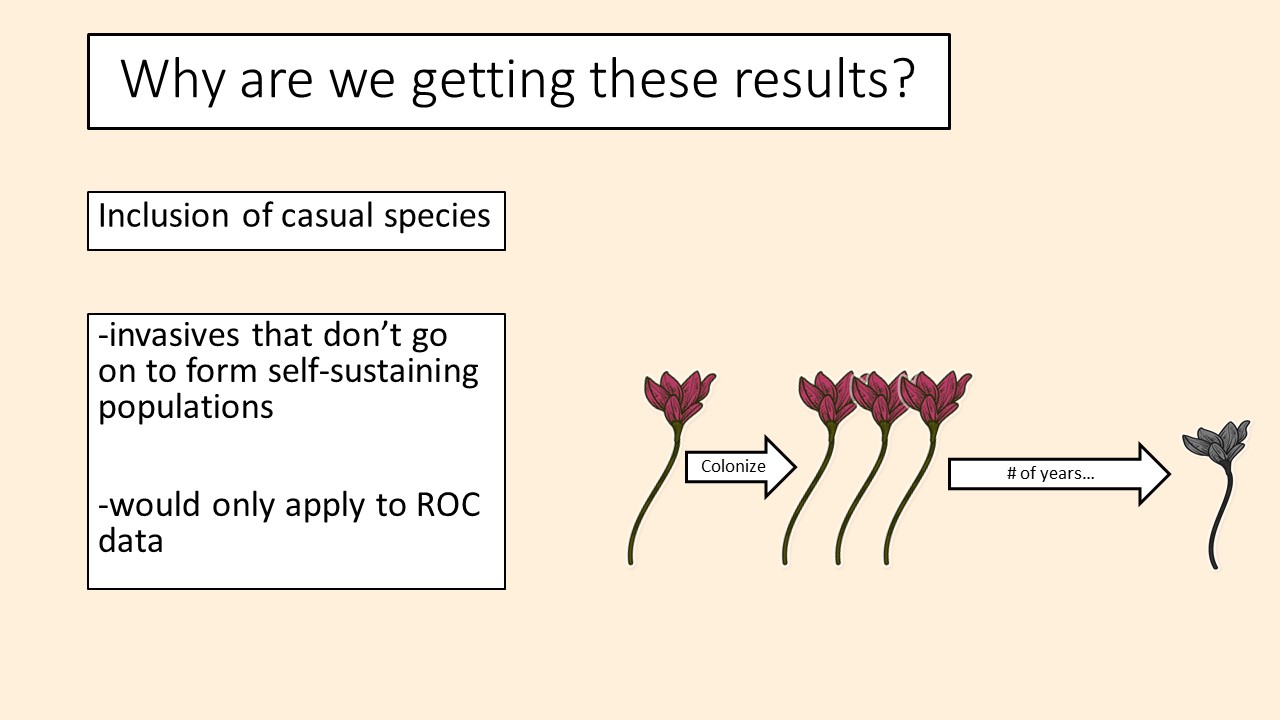 Why are we getting these results?
Inclusion of casual species
-invasives that don’t go
on to form self-sustaining
populations
-would only apply to ROC
data
Colonize
# of years…